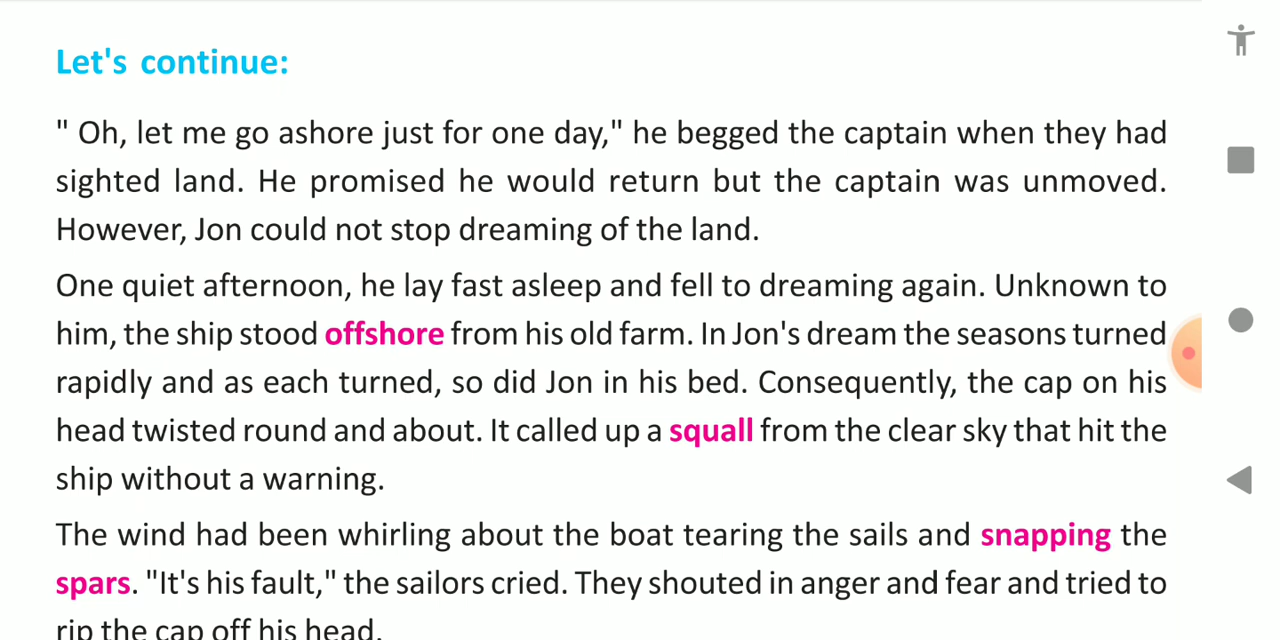 Let's continue:
" Oh, let me go ashore just for one day," he begged the captain when they had
sighted land. He promised he would return but the captain was unmoved.
However, Jon could not stop dreaming of the land.
One quiet afternoon, he lay fast asleep and fell to dreaming again. Unknown to
him, the ship stood offshore from his old farm. In Jon's dream the seasons turned
rapidly and as each turned, so did Jon in his bed. Consequently, the cap on his
head twisted round and about. It called up a squall from the clear sky that hit the
ship without a warning.
The wind had been whirling about the boat tearing the sails and snapping the
spars. "It's his fault," the sailors cried. They shouted in anger and fear and tried to
rip the cap off his head.